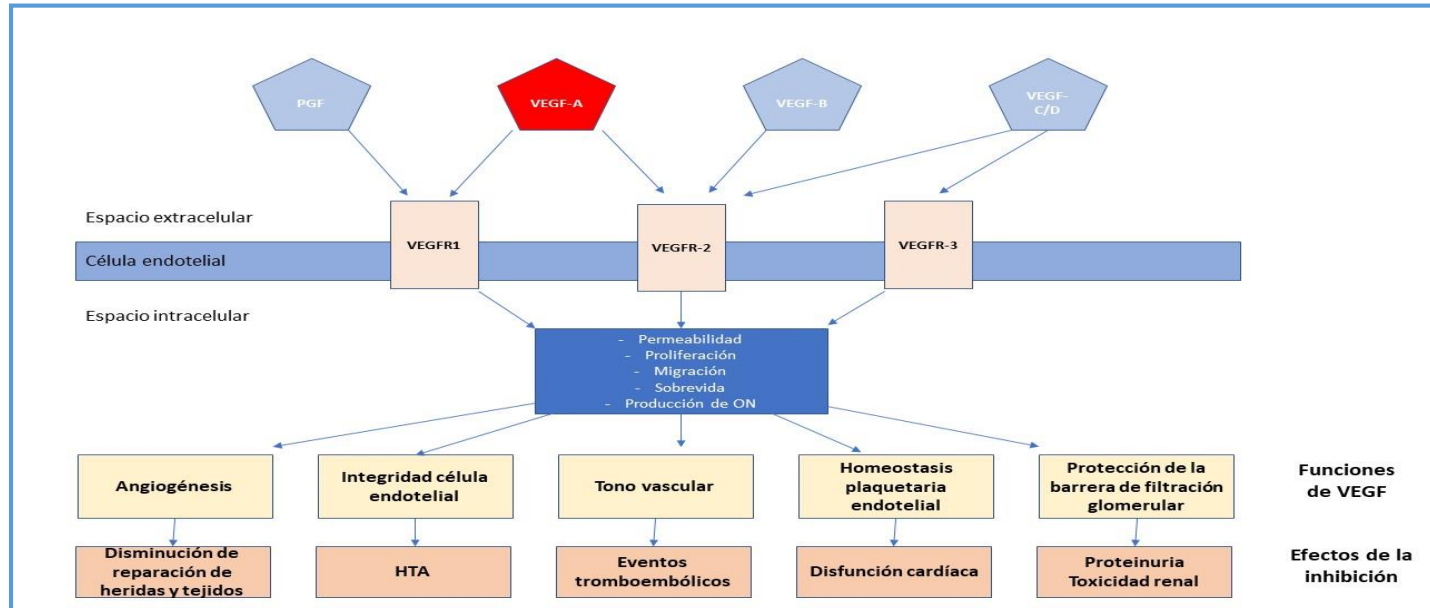 PGF
VEGF-A
VEGF-B
VEGF-
C/D
Espacio extracelular
VEGFR1
VEGFR-2
VEGFR-3
Célula endotelial
Espacio intracelular
- Permeabilidad
- Proliferación
- Migración
- Sobrevida
- Producción de ON
Angiogénesis
Integridad célula
endotelial
Tono vascular
Homeostasis
plaquetaria
endotelial
Protección de la
barrera de filtración
glomerular
Funciones
de VEGF
Disminución de
reparación de
heridas y tejidos
HTA
Eventos
tromboembólicos
Disfunción cardíaca
Proteinuria
Toxicidad renal
Efectos de la
inhibición